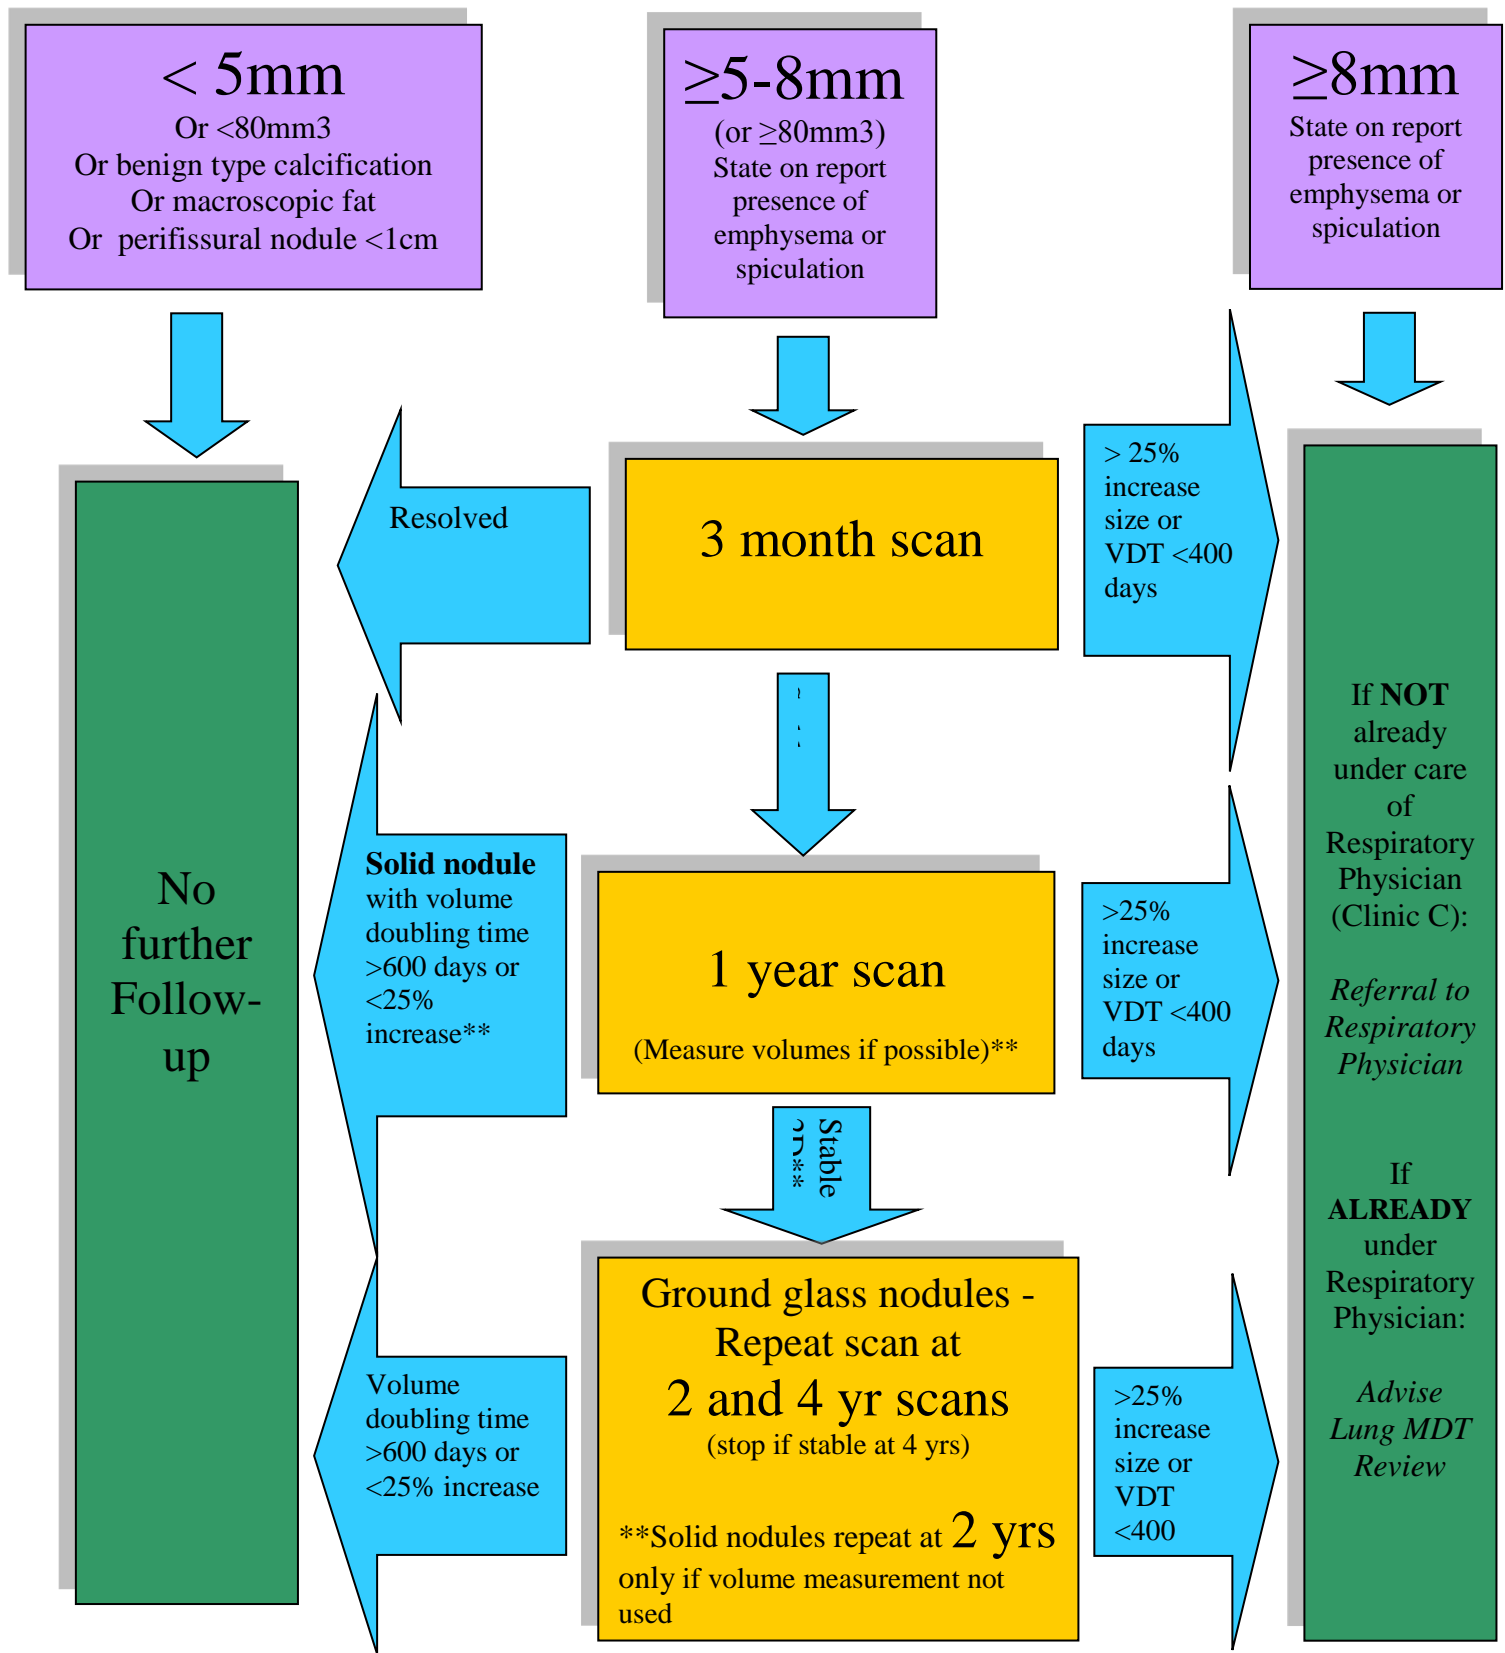 < 5mm
Or <80mm3
Or benign type calcification
Or macroscopic fat
Or perifissural nodule <1cm
≥5-8mm
(or ≥80mm3)
State on report
presence of
emphysema or
spiculation
≥8mm
State on report
presence of
emphysema or
spiculation
Resolved
3 month scan
> 25%
increase
size or
VDT <400
days
No
further
Follow-
up
Solid nodule
with volume
doubling time
>600 days or
<25%
increase**
1 year scan
(Measure volumes if possible)**
>25%
increase
size or
VDT <400
days
Stable
Volume
doubling time
>600 days or
<25% increase
Ground glass nodules -
Repeat scan at
2 and 4 yr scans
(stop if stable at 4 yrs)
**Solid nodules repeat at 2 yrs
only if volume measurement not
used
>25%
increase
size or
VDT
<400
If NOT
already
under care
of
Respiratory
Physician
(Clinic C):
Referral to
Respiratory
Physician
If
ALREADY
under
Respiratory
Physician:
Advise
Lung MDT
Review